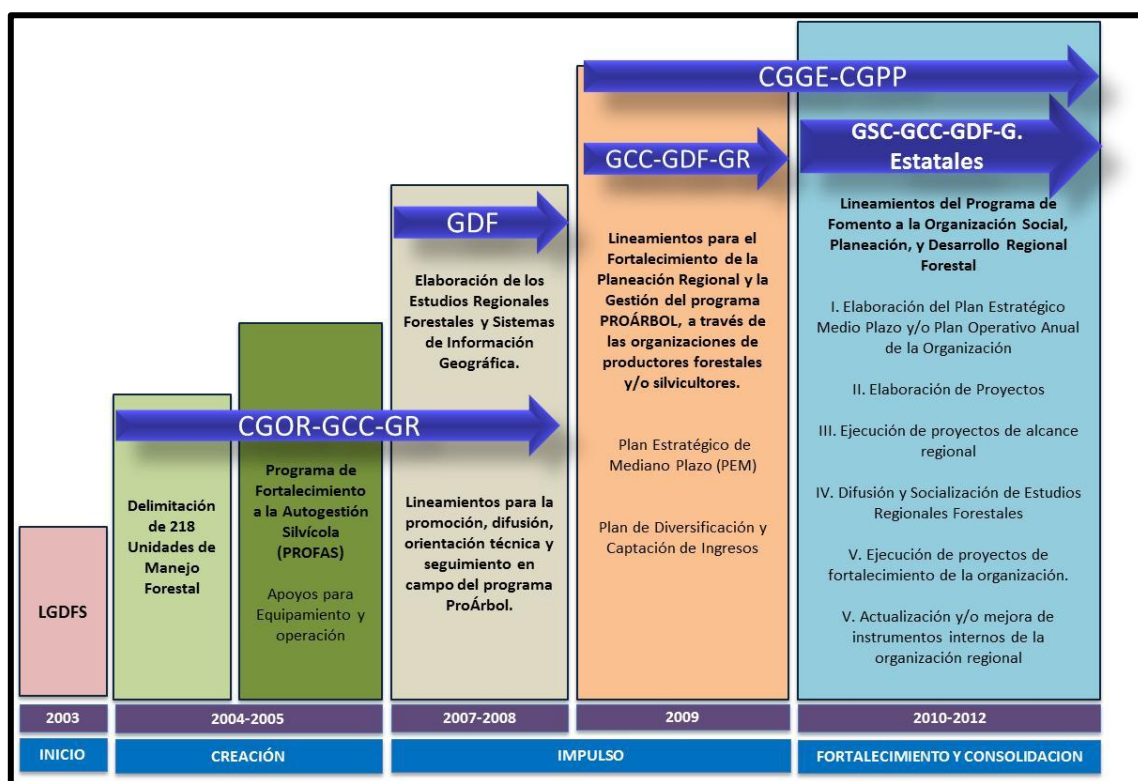 CGGE-CGPP
GCC-GDF-GR
GSC-GCC-GDF-G.
Estatales
GDF
CGOR-GCC-GR
LGDFS
Delimitación
de 218
Unidades de
Manejo
Forestal
Programa de
Fortalecimiento
a la Autogestión
Silvícola
(PROFAS)
Apoyos para
Equipamiento y
operación
Elaboración de los
Estudios Regionales
Forestales y Sistemas
de Información
Geográfica.
Lineamientos para la
promoción, difusión,
orientación técnica y
seguimiento en
campo del programa
ProÁrbol.
Lineamientos para el
Fortalecimiento de la
Planeación Regional y la
Gestión del programa
PROÁRBOL, a través de
las organizaciones de
productores forestales
y/o silvicultores.
Plan Estratégico de
Mediano Plazo (PEM)
Plan de Diversificación y
Captación de Ingresos
Lineamientos del Programa de
Fomento a la Organización Social,
Planeación, y Desarrollo Regional
Forestal
I. Elaboración del Plan Estratégico
Medio Plazo y/o Plan Operativo Anual
de la Organización
II. Elaboración de Proyectos
III. Ejecución de proyectos de alcance
regional
IV. Difusión y Socialización de Estudios
Regionales Forestales
V. Ejecución de proyectos de
fortalecimiento de la organización.
V. Actualización y/o mejora de
instrumentos internos de la
organización regional
2003
2004-2005
2007-2008
2009
2010-2012
INICIO
CREACIÓN
IMPULSO
FORTALECIMIENTO Y CONSOLIDACION